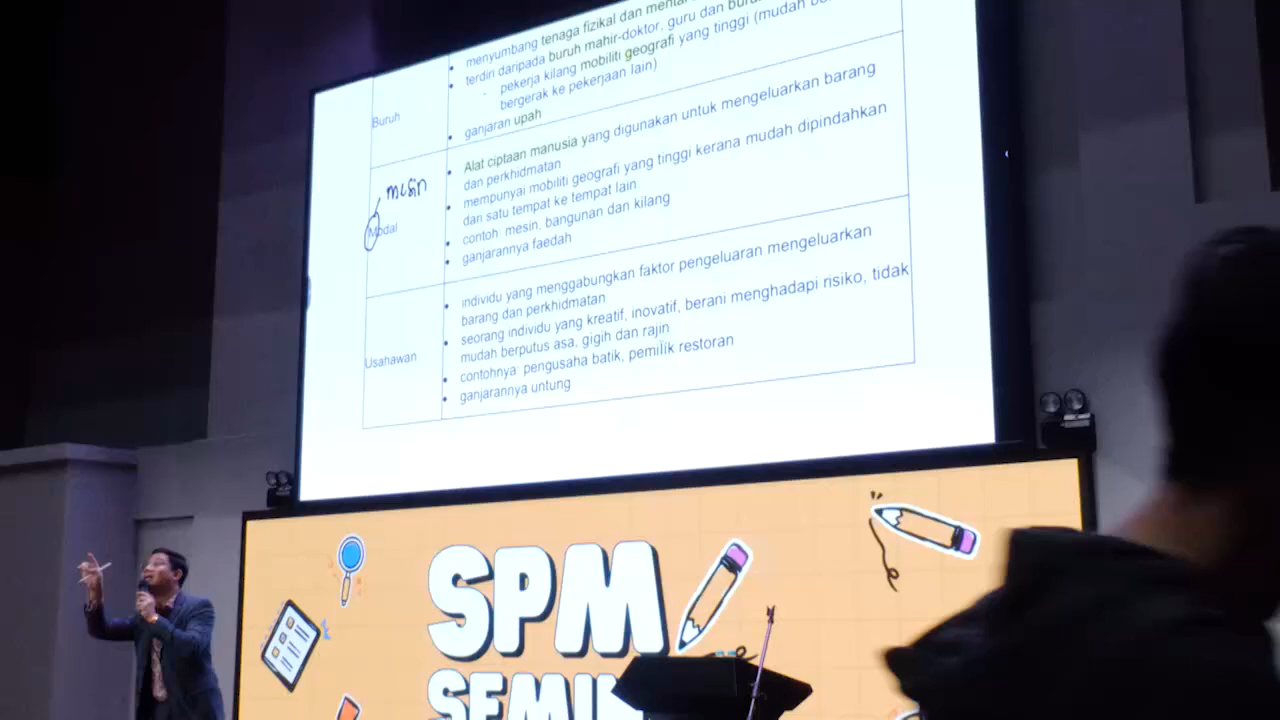 menyumbang tenaga fizikal dan mental
terdiri daripada buruh mahir-doktor, guru dan
pekerja kilang mobiliti geografi yang tinggi (mudah
bergerak ke pekerjaan lain)
ganjaran upah
Buruh
Alat ciptaan manusia yang digunakan untuk mengeluarkan barang
dan perkhidmatan
mempunyai mobiliti geografi yang tinggi kerana mudah dipindahkan
dari satu tempat ke tempat lain
contoh: mesin, bangunan dan kilang
ganjarannya faedah
Modal
individu yang menggabungkan faktor pengeluaran mengeluarkan
barang dan perkhidmatan
seorang individu yang kreatif, inovatif, berani menghadapi risiko, tidak
mudah berputus asa, gigih dan rajin
contohnya: pengusaha batik, pemilik restoran
ganjarannya untung
Usahawan
SPM